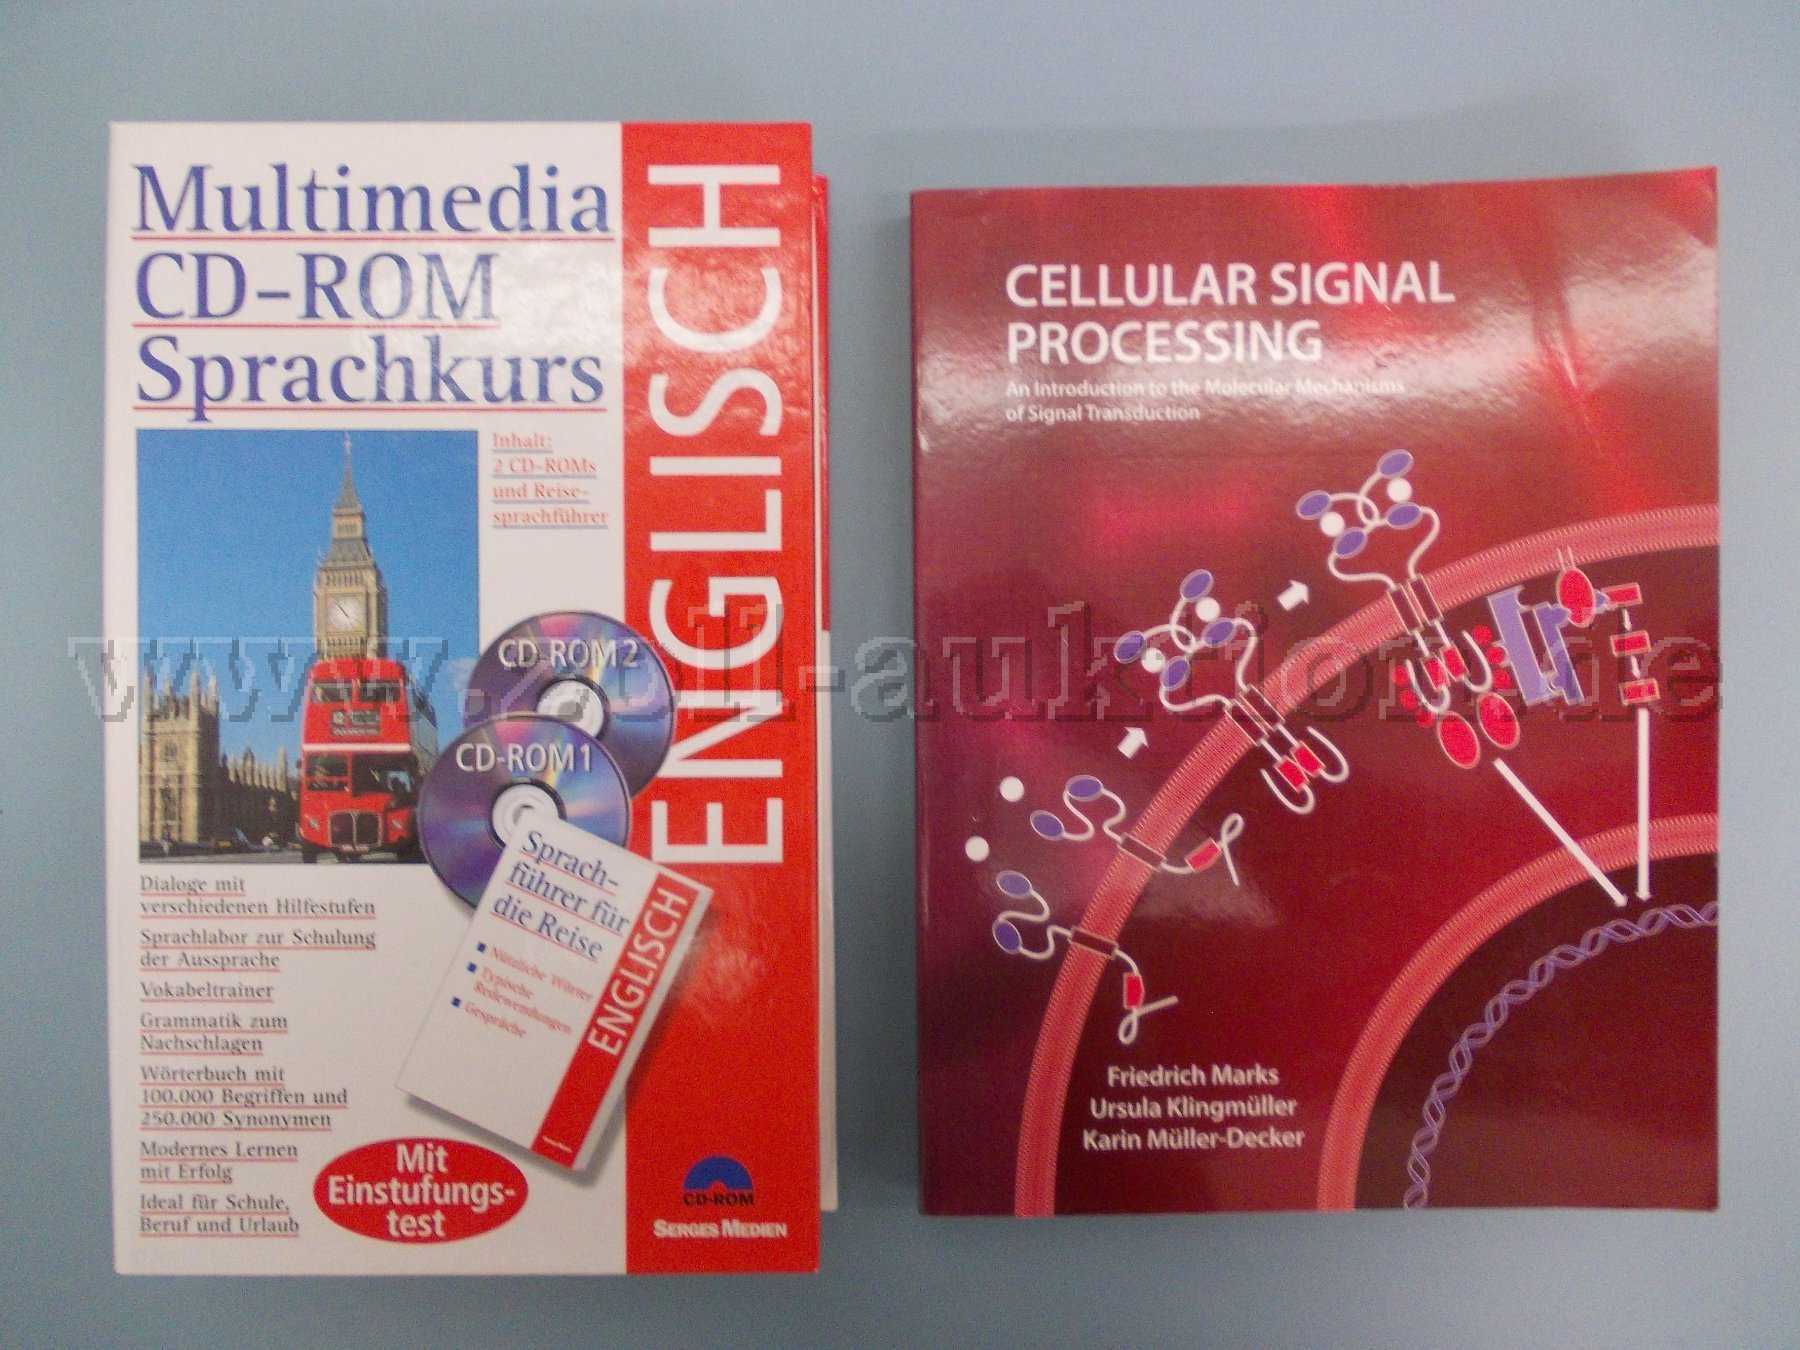 Multimedia
CD-ROM
Sprachkurs
ENGLISCH
Inhalt:
2 CD-ROMs
und Reise-
sprachführer
CD-ROM 2
CD-ROM 1
Sprach-
führer für
die Reise
Nützliche Wörter
Typische
Redewendungen
Gespräche
ENGLISCH
Dialoge mit
verschiedenen Hilfestufen
Sprachlabor zur Schulung
der Aussprache
Vokabeltrainer
Grammatik zum
Nachschlagen
Wörterbuch mit
100.000 Begriffen und
250.000 Synonymen
Modernes Lernen
mit Erfolg
Ideal für Schule,
Beruf und Urlaub
Mit
Einstufungs-
test
CD-ROM
SERGES MEDIEN
CELLULAR SIGNAL
PROCESSING
An Introduction to the Molecular Mechanisms
of Signal Transduction
Friedrich Marks
Ursula Klingmüller
Karin Müller-Decker
www.zoll-auktion.de